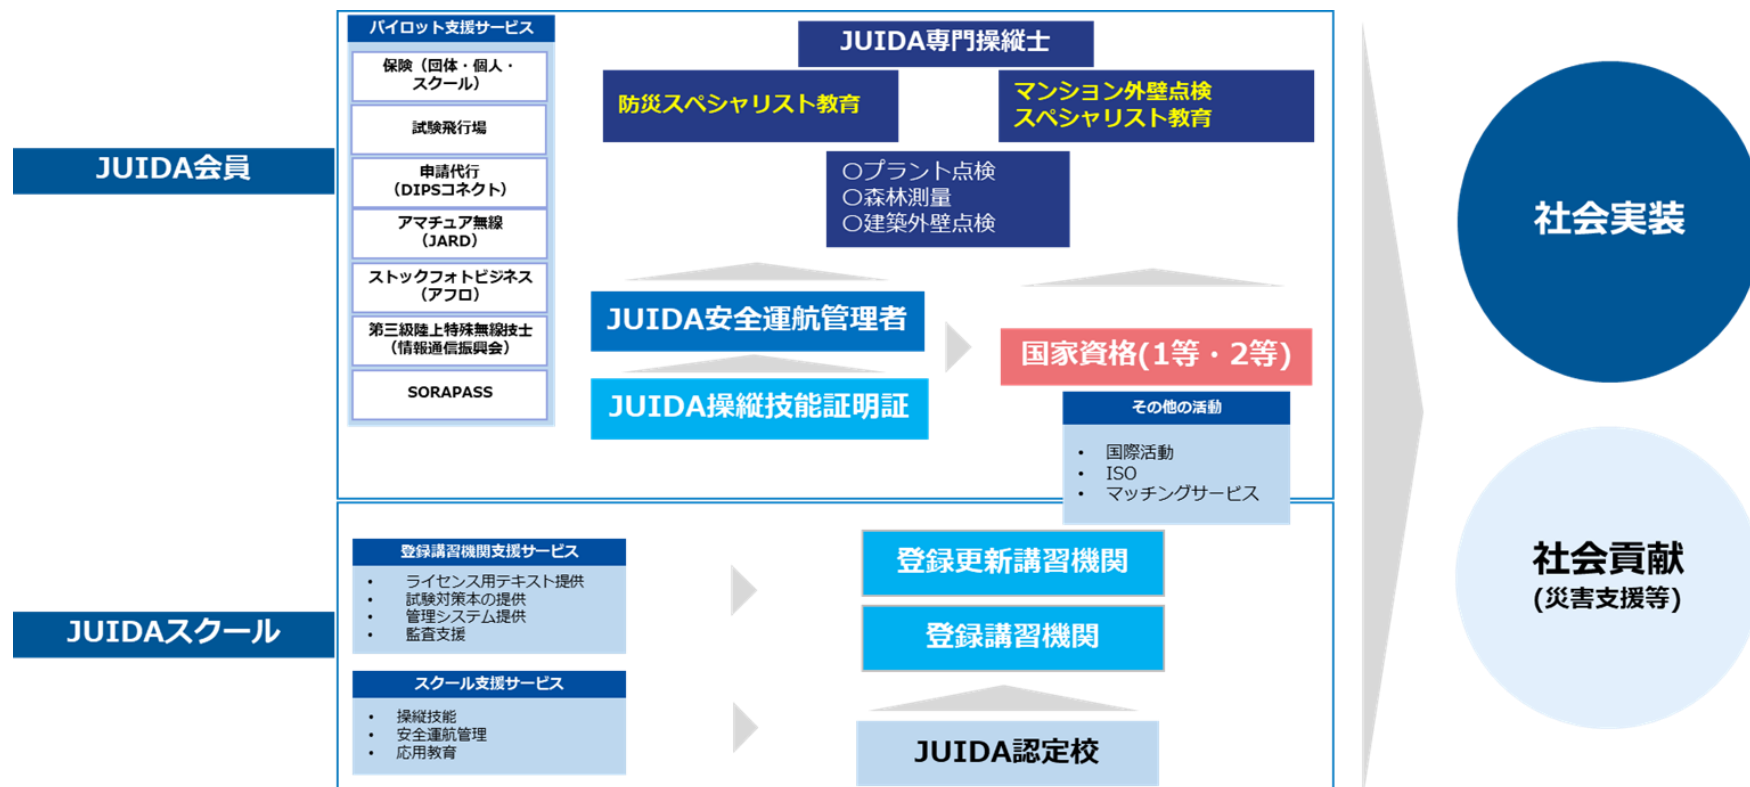 JUIDA会員
パイロット支援サービス
保険（団体・個人・
スクール）
試験飛行場
申請代行
（DIPSコネクト）
アマチュア無線
（JARD）
ストックフォトビジネス
（アフロ）
第三級陸上特殊無線技士
（情報通信振興会）
SORAPASS
JUIDA専門操縦士
防災スペシャリスト教育
マンション外壁点検
スペシャリスト教育
○プラント点検
○森林測量
○建築外壁点検
JUIDA安全運航管理者
JUIDA操縦技能証明証
国家資格(1等・2等)
その他の活動
• 国際活動
• ISO
• マッチングサービス
JUIDAスクール
登録講習機関支援サービス
• ライセンス用テキスト提供
• 試験対策本の提供
• 管理システム提供
• 監査支援
スクール支援サービス
• 操縦技能
• 安全運航管理
• 応用教育
登録更新講習機関
登録講習機関
JUIDA認定校
社会実装
社会貢献
(災害支援等)